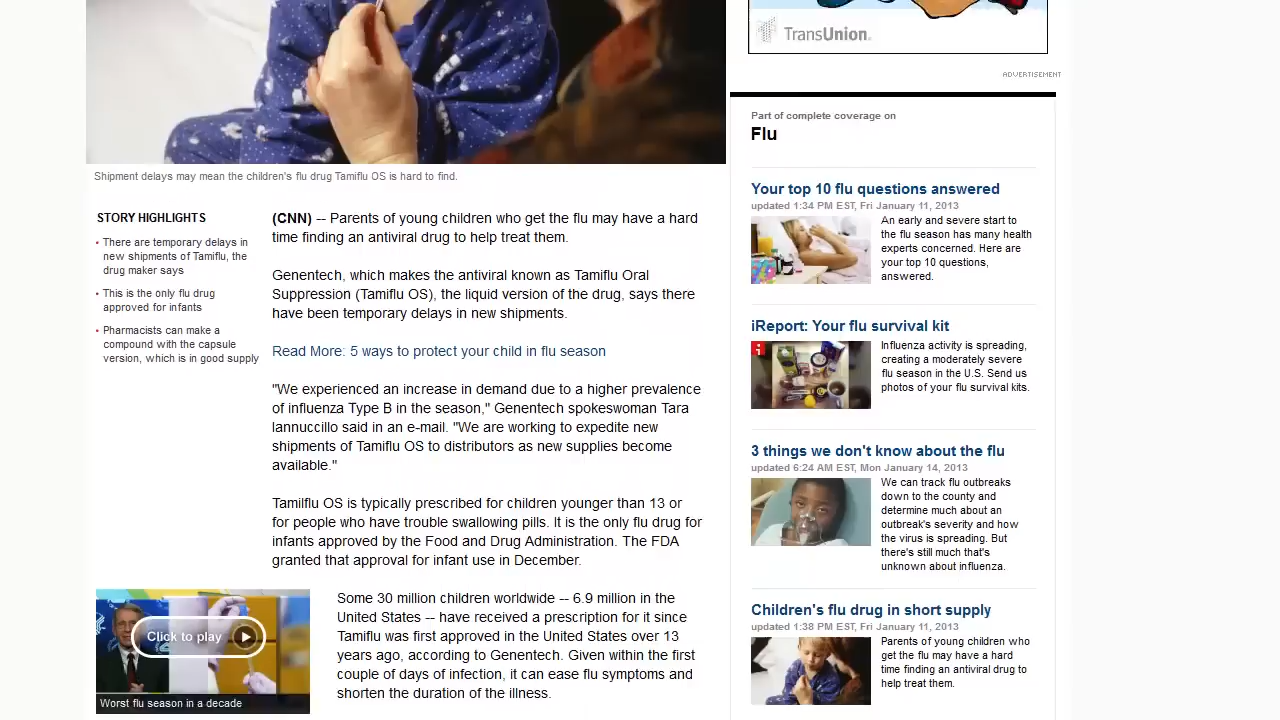 TransUnion.
ADVERTISEMENT
Shipment delays may mean the children's flu drug Tamiflu OS is hard to find.
STORY HIGHLIGHTS
There are temporary delays in
new shipments of Tamiflu, the
drug maker says
This is the only flu drug
approved for infants
Pharmacists can make a
compound with the capsule
version, which is in good supply
(CNN) -- Parents of young children who get the flu may have a hard
time finding an antiviral drug to help treat them.
Genentech, which makes the antiviral known as Tamiflu Oral
Suppression (Tamiflu OS), the liquid version of the drug, says there
have been temporary delays in new shipments.
Read More: 5 ways to protect your child in flu season
"We experienced an increase in demand due to a higher prevalence
of influenza Type B in the season," Genentech spokeswoman Tara
Iannuccillo said in an e-mail. "We are working to expedite new
shipments of Tamiflu OS to distributors as new supplies become
available."
Tamilflu OS is typically prescribed for children younger than 13 or
for people who have trouble swallowing pills. It is the only flu drug for
infants approved by the Food and Drug Administration. The FDA
granted that approval for infant use in December.
Click to play
Worst flu season in a decade
Some 30 million children worldwide -- 6.9 million in the
United States -- have received a prescription for it since
Tamiflu was first approved in the United States over 13
years ago, according to Genentech. Given within the first
couple of days of infection, it can ease flu symptoms and
shorten the duration of the illness.
Part of complete coverage on
Flu
Your top 10 flu questions answered
updated 1:34 PM EST, Fri January 11, 2013
An early and severe start to
the flu season has many health
experts concerned. Here are
your top 10 questions,
answered.
iReport: Your flu survival kit
Influenza activity is spreading,
creating a moderately severe
flu season in the U.S. Send us
photos of your flu survival kits.
3 things we don't know about the flu
updated 6:24 AM EST, Mon January 14, 2013
We can track flu outbreaks
down to the county and
determine much about an
outbreak's severity and how
the virus is spreading. But
there's still much that's
unknown about influenza.
Children's flu drug in short supply
updated 1:38 PM EST, Fri January 11, 2013
Parents of young children who
get the flu may have a hard
time finding an antiviral drug to
help treat them.